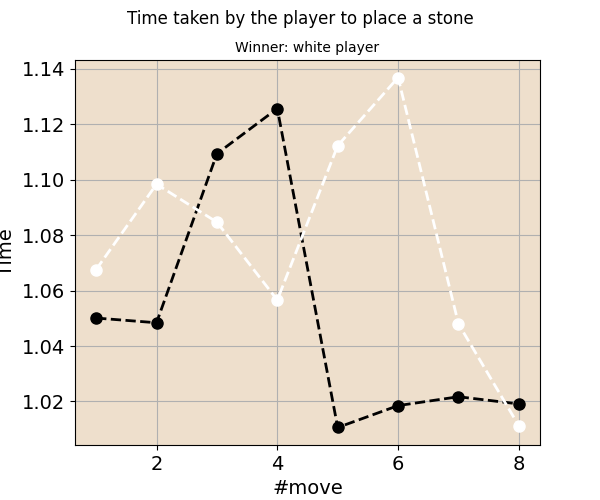 Time taken by the player to place a stone
Winner: white player
1.14
1.12
1.10
1.08
1.06
1.04
1.02
Time
2 4 6 8
#move